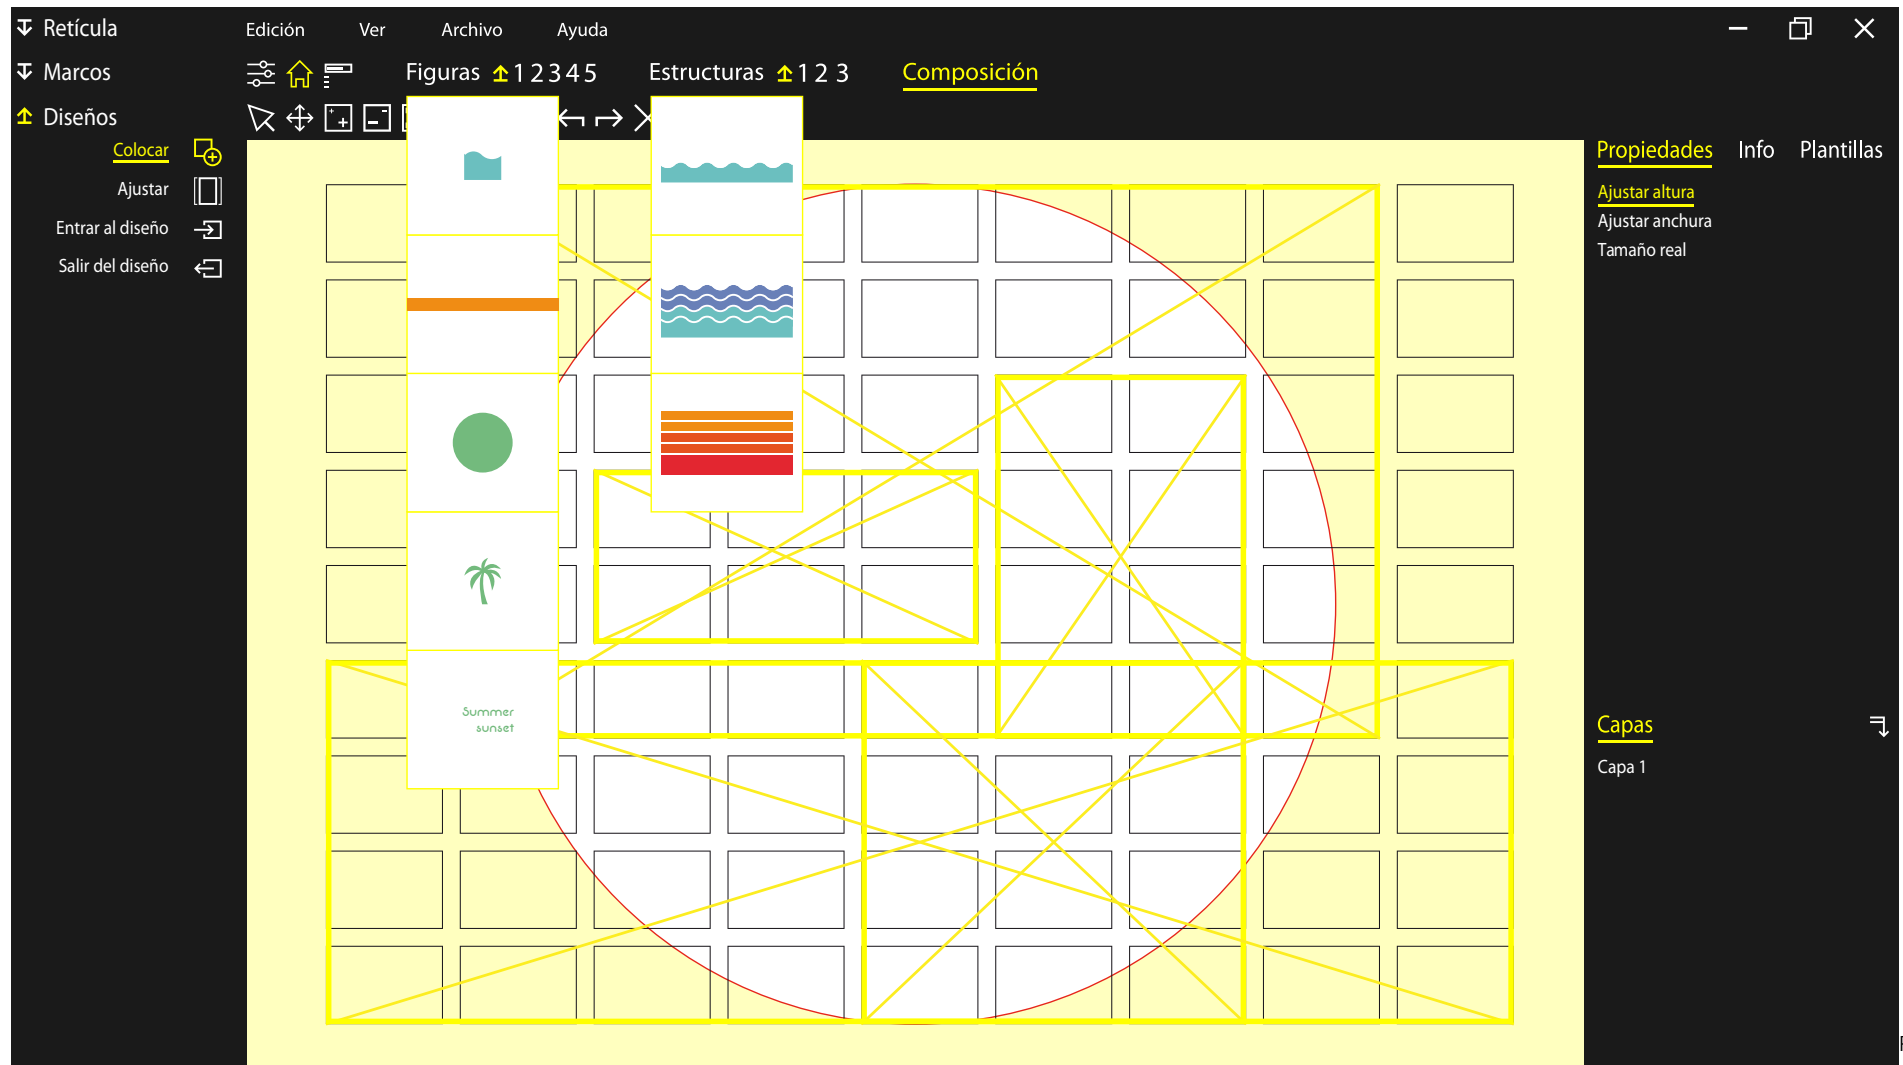 Retícula
Edición Ver Archivo Ayuda
Marcos
Figuras 1 2 3 4 5 Estructuras 1 2 3 Composición
Diseños
Colocar
Ajustar
Entrar al diseño
Salir del diseño
Summer
sunset
Propiedades Info Plantillas
Ajustar altura
Ajustar anchura
Tamaño real
Capas
Capa 1